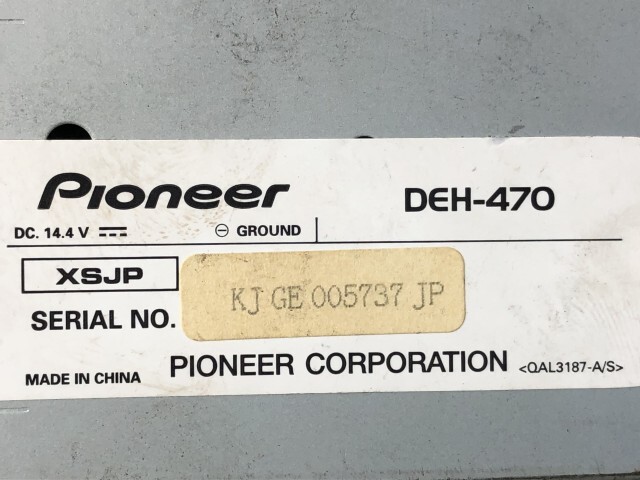 Pioneer DEH-470
DC. 14.4 V ⎓ ⊖ GROUND
XSJP
KJ GE 005737 JP
SERIAL NO.
PIONEER CORPORATION <QAL3187-A/S>
MADE IN CHINA